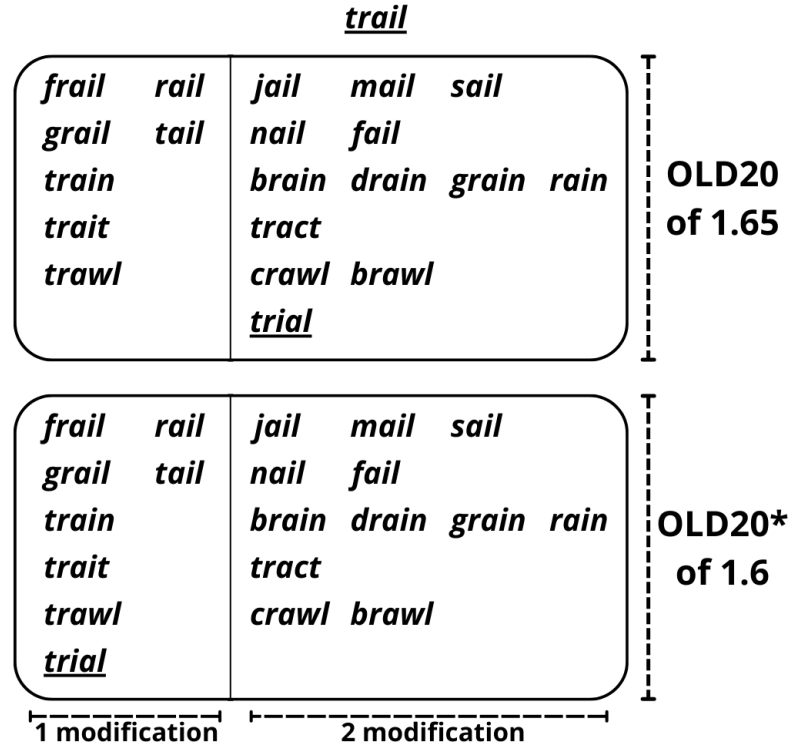 trail
frail rail jail mail sail
grail tail nail fail
train brain drain grain rain
trait tract
trawl crawl brawl
trial
OLD20
of 1.65
frail rail jail mail sail
grail tail nail fail
train brain drain grain rain
trait tract
trawl crawl brawl
trial
OLD20*
of 1.6
1 modification 2 modification